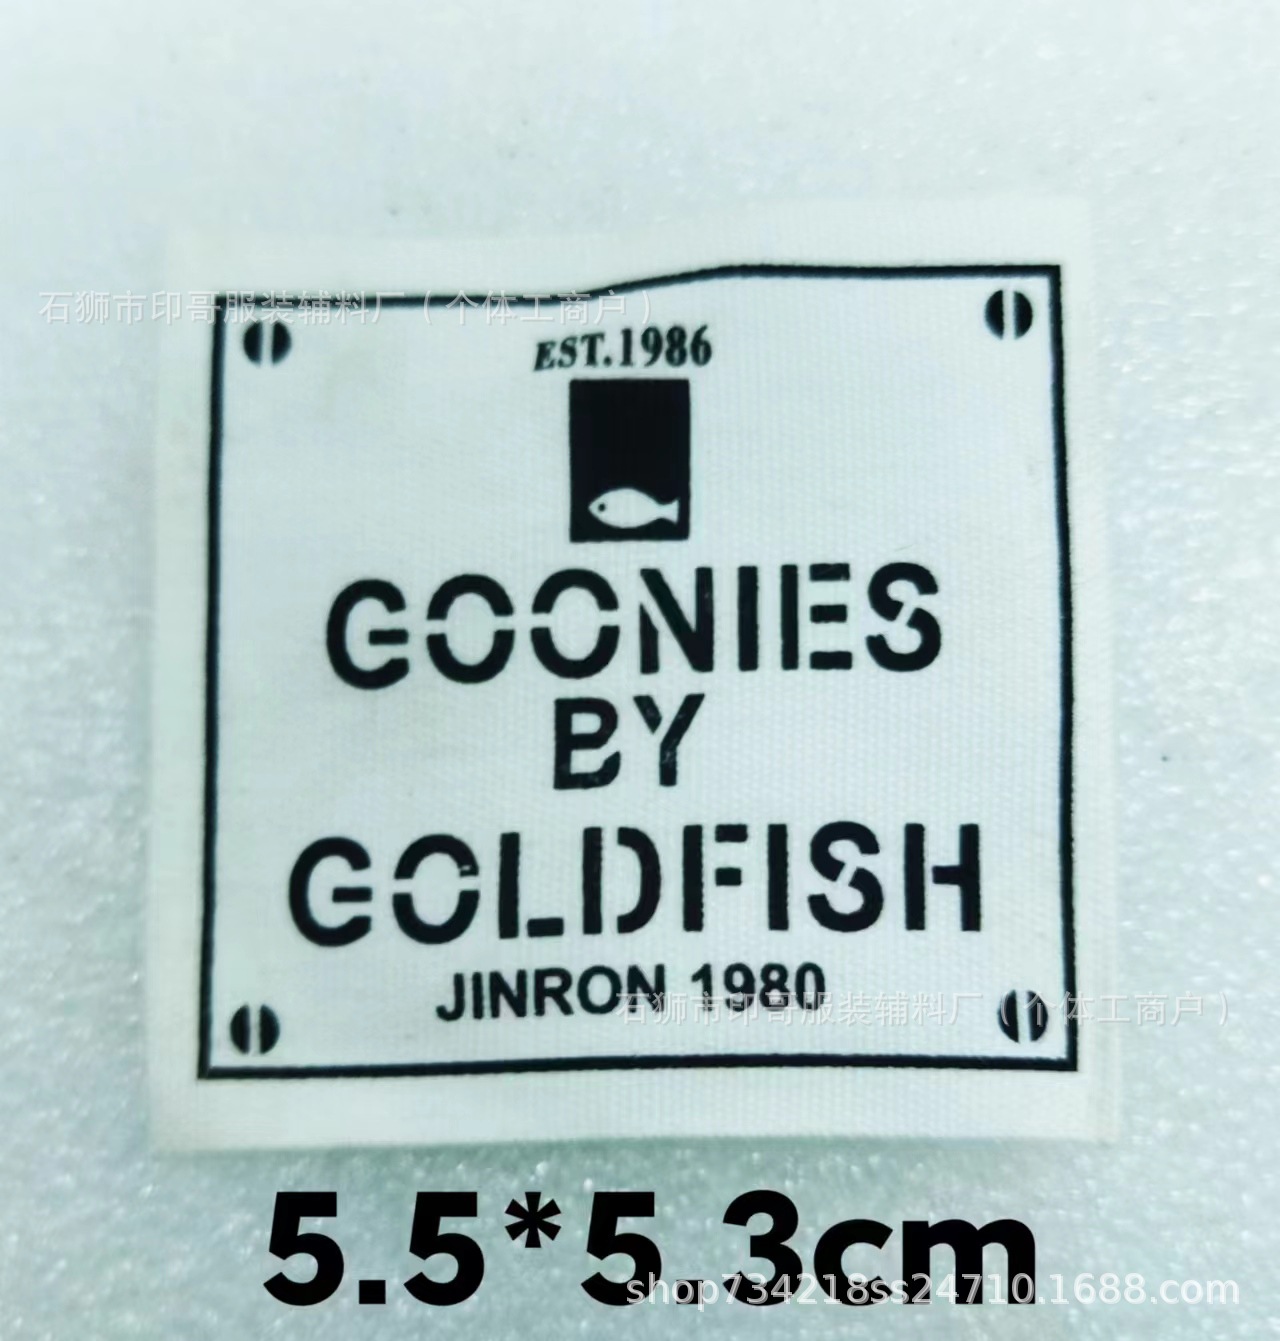 石狮市印哥服装辅料厂（个体工商户）
EST.1986
GOONIES
BY
GOLDFISH
JINRON 1980
石狮市印哥服装辅料厂（个体工商户）
5.5*5.3cm
shop734218ss24710.1688.com